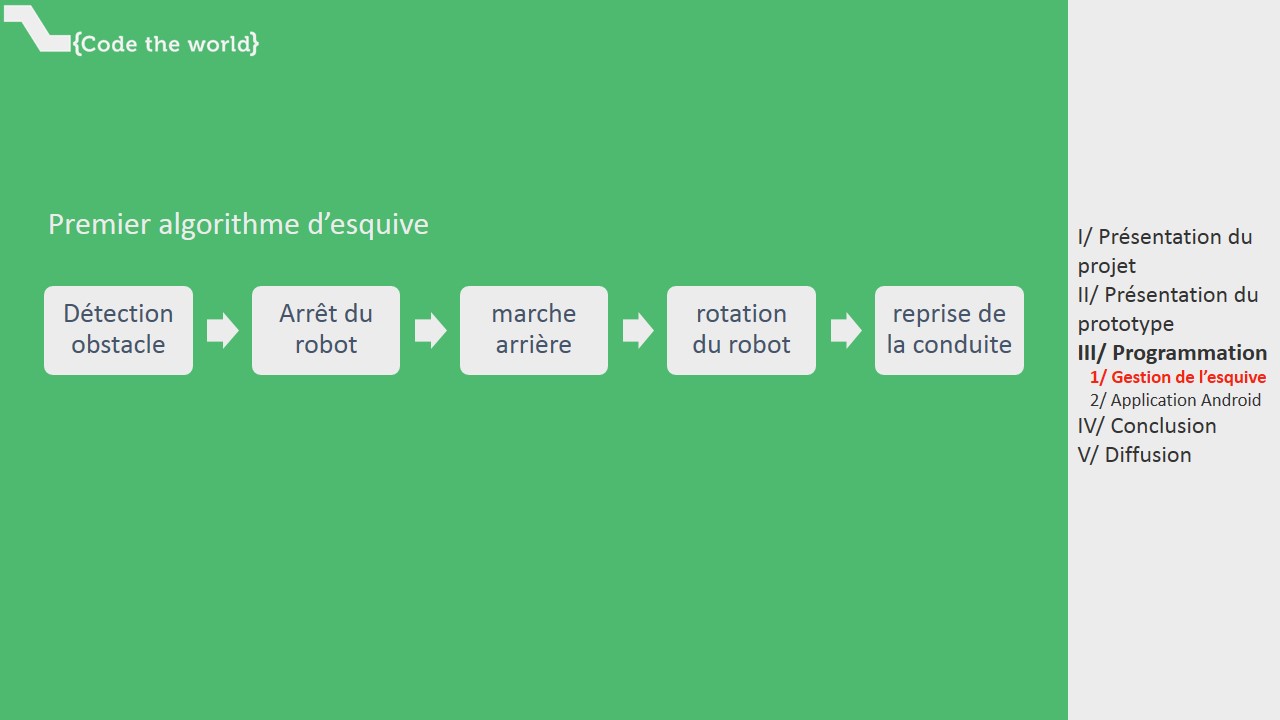 {Code the world}
Premier algorithme d’esquive
Détection
obstacle
Arrêt du
robot
marche
arrière
rotation
du robot
reprise de
la conduite
I/ Présentation du
projet
II/ Présentation du
prototype
III/ Programmation
1/ Gestion de l’esquive
2/ Application Android
IV/ Conclusion
V/ Diffusion